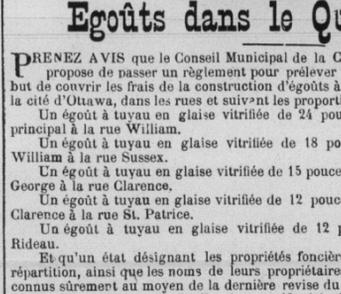 Egoûts dans le Qu
PRENEZ AVIS que le Conseil Municipal de la C
propose de passer un règlement pour prélever
but de couvrir les frais de la construction d'égoûts à
la cité d'Ottawa, dans les rues et suivant les proporti
Un égoût à tuyau en glaise vitrifiée de 24 pou
principal à la rue William.
Un égoût à tuyau en glaise vitrifiée de 18 po
William à la rue Sussex.
Un égoût à tuyau en glaise vitrifiée de 15 pouce
George à la rue Clarence.
Un égoût à tuyau en glaise vitrifiée de 12 pouc
Clarence à la rue St. Patrice.
Un égoût à tuyau en glaise vitrifiée de 12 p
Rideau.
Et qu'un état désignant les propriétés foncière
répartition, ainsi que les noms de leurs propriétaire
connus sûrement au moyen de la dernière revise du